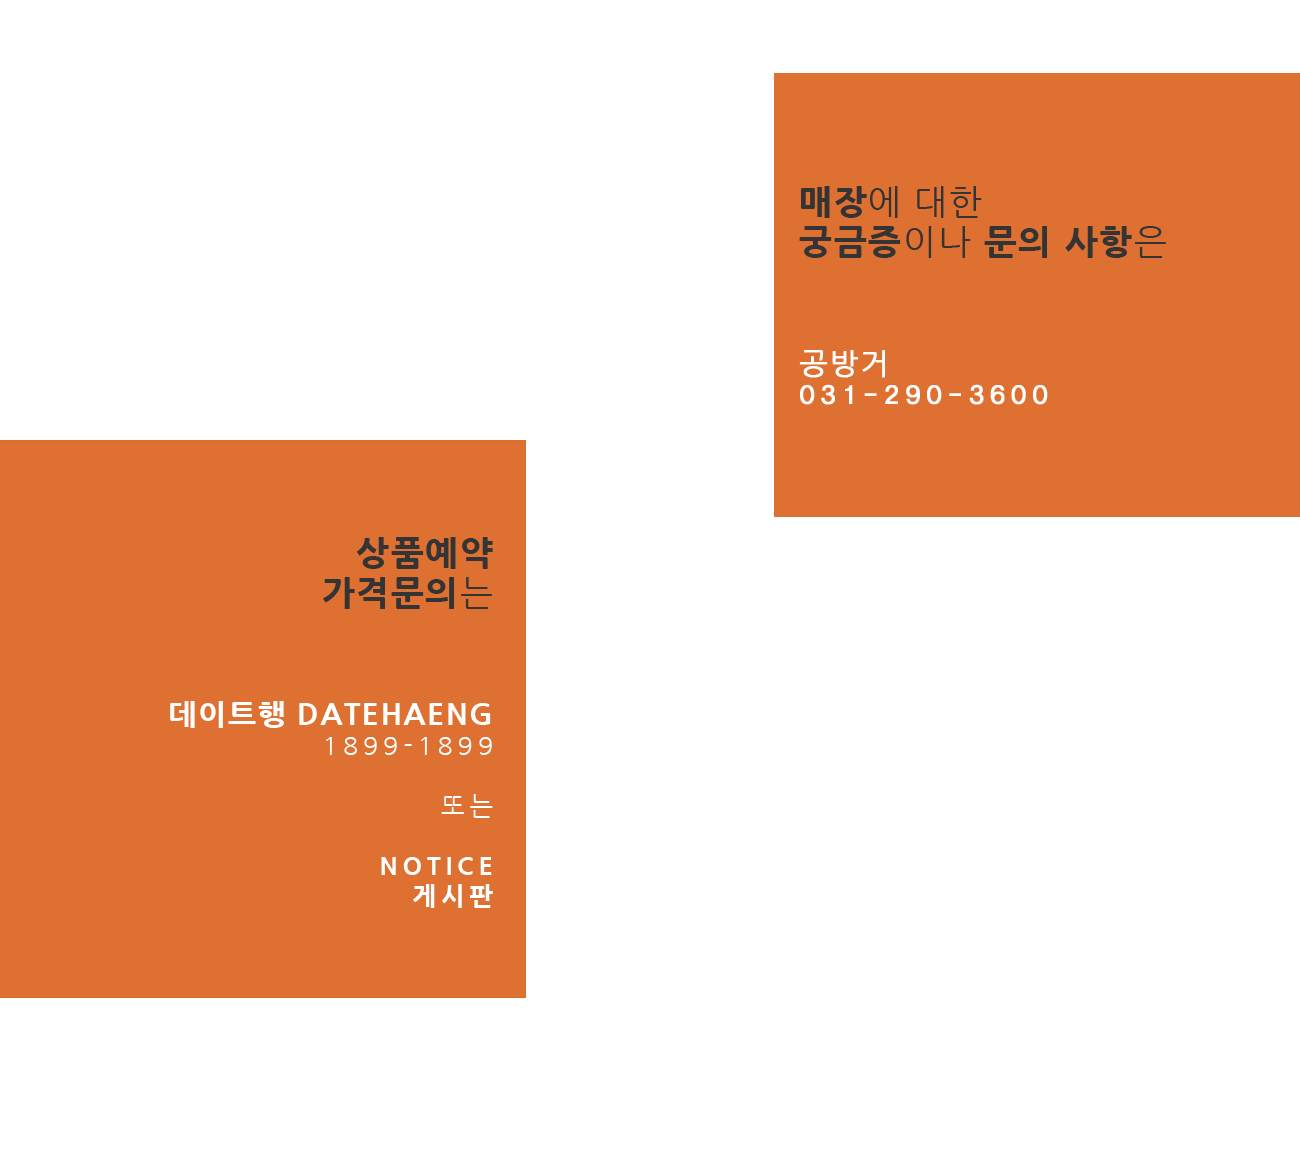 매장에 대한
궁금증이나 문의 사항은
공방거
031-290-3600
상품예약
가격문의는
데이트행 DATEHAENG
1899-1899
또는
NOTICE
게시판